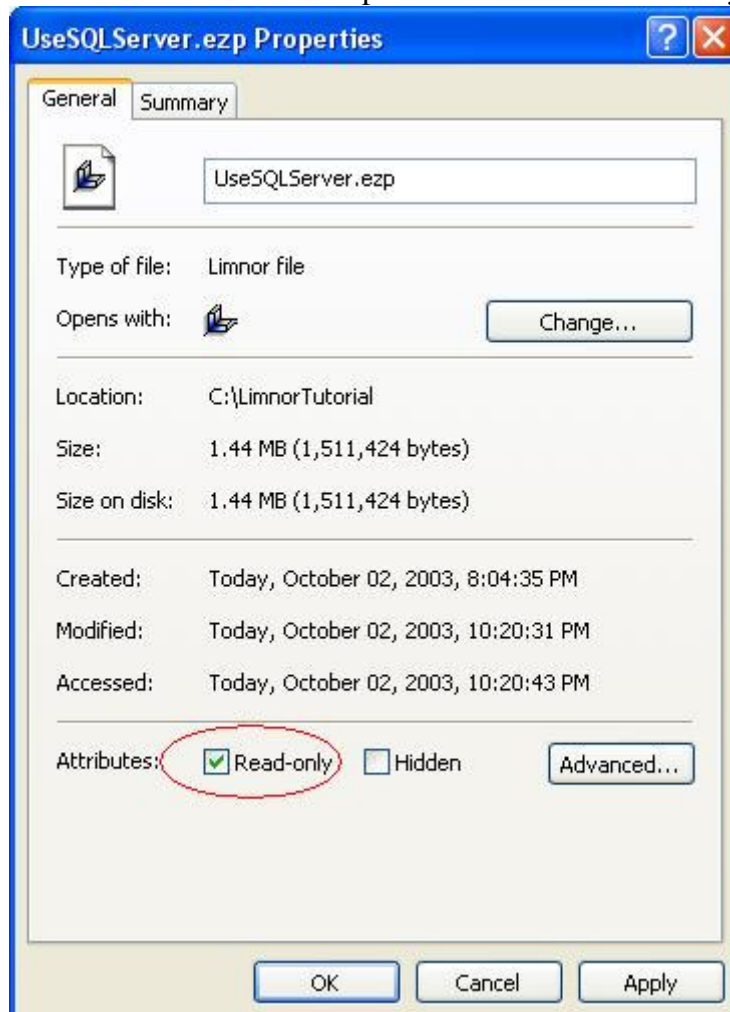 UseSQLServer.ezp Properties
General Summary
UseSQLServer.ezp
Type of file: Limnor file
Opens with: Change...
Location: C:\LimnorTutorial
Size: 1.44 MB (1,511,424 bytes)
Size on disk: 1.44 MB (1,511,424 bytes)
Created: Today, October 02, 2003, 8:04:35 PM
Modified: Today, October 02, 2003, 10:20:31 PM
Accessed: Today, October 02, 2003, 10:20:43 PM
Attributes: Read-only Hidden Advanced...
OK Cancel Apply